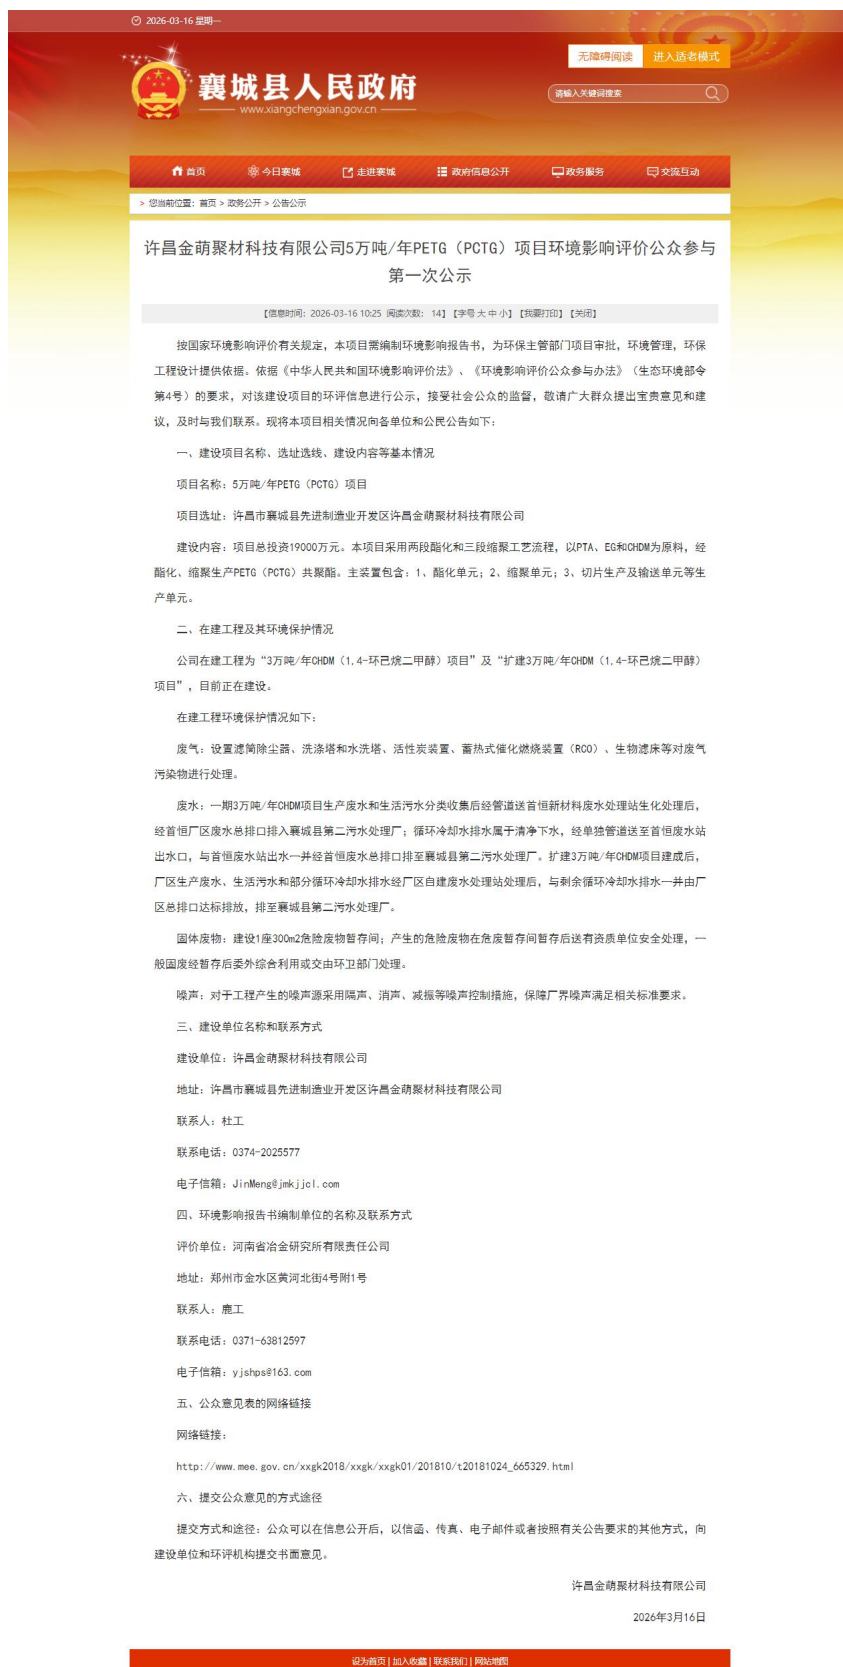 2026-03-16 星期一
无障碍阅读 进入适老模式
襄城县人民政府
www.xiangchengxian.gov.cn
请输入关键词搜索
首页 今日襄城 走进襄城 政府信息公开 政务服务 交流互动
> 您当前位置：首页 > 政务公开 > 公告公示
许昌金萌聚材科技有限公司5万吨/年PETG（PCTG）项目环境影响评价公众参与
第一次公示
【信息时间：2026-03-16 10:25 阅读次数： 14】【字号 大 中 小】【我要打印】【关闭】
按国家环境影响评价有关规定，本项目需编制环境影响报告书，为环保主管部门项目审批，环境管理，环保
工程设计提供依据。依据《中华人民共和国环境影响评价法》、《环境影响评价公众参与办法》（生态环境部令
第4号）的要求，对该建设项目的环评信息进行公示，接受社会公众的监督，敬请广大群众提出宝贵意见和建
议，及时与我们联系。现将本项目相关情况向各单位和公民公告如下：
一、建设项目名称、选址选线、建设内容等基本情况
项目名称：5万吨/年PETG（PCTG）项目
项目选址：许昌市襄城县先进制造业开发区许昌金萌聚材科技有限公司
建设内容：项目总投资19000万元。本项目采用两段酯化和三段缩聚工艺流程，以PTA、EG和CHDM为原料，经
酯化、缩聚生产PETG（PCTG）共聚酯。主装置包含：1、酯化单元；2、缩聚单元；3、切片生产及输送单元等生
产单元。
二、在建工程及其环境保护情况
公司在建工程为“3万吨/年CHDM（1,4-环己烷二甲醇）项目”及“扩建3万吨/年CHDM（1,4-环己烷二甲醇）
项目”，目前正在建设。
在建工程环境保护情况如下：
废气：设置滤筒除尘器、洗涤塔和水洗塔、活性炭装置、蓄热式催化燃烧装置（RCO）、生物滤床等对废气
污染物进行处理。
废水：一期3万吨/年CHDM项目生产废水和生活污水分类收集后经管道送首恒新材料废水处理站生化处理后，
经首恒厂区废水总排口排入襄城县第二污水处理厂；循环冷却水排水属于清净下水，经单独管道送至首恒废水站
出水口，与首恒废水站出水一并经首恒废水总排口排至襄城县第二污水处理厂。扩建3万吨/年CHDM项目建成后，
厂区生产废水、生活污水和部分循环冷却水排水经厂区自建废水处理站处理后，与剩余循环冷却水排水一并由厂
区总排口达标排放，排至襄城县第二污水处理厂。
固体废物：建设1座300m2危险废物暂存间；产生的危险废物在危废暂存间暂存后送有资质单位安全处理，一
般固废经暂存后委外综合利用或交由环卫部门处理。
噪声：对于工程产生的噪声源采用隔声、消声、减振等噪声控制措施，保障厂界噪声满足相关标准要求。
三、建设单位名称和联系方式
建设单位：许昌金萌聚材科技有限公司
地址：许昌市襄城县先进制造业开发区许昌金萌聚材科技有限公司
联系人：杜工
联系电话：0374-2025577
电子信箱：JinMeng@jmkjjcl.com
四、环境影响报告书编制单位的名称及联系方式
评价单位：河南省冶金研究所有限责任公司
地址：郑州市金水区黄河北街4号附1号
联系人：鹿工
联系电话：0371-63812597
电子信箱：yjshps@163.com
五、公众意见表的网络链接
网络链接：
http://www.mee.gov.cn/xxgk2018/xxgk/xxgk01/201810/t20181024_665329.html
六、提交公众意见的方式途径
提交方式和途径：公众可以在信息公开后，以信函、传真、电子邮件或者按照有关公告要求的其他方式，向
建设单位和环评机构提交书面意见。
许昌金萌聚材科技有限公司
2026年3月16日
设为首页 | 加入收藏 | 联系我们 | 网站地图